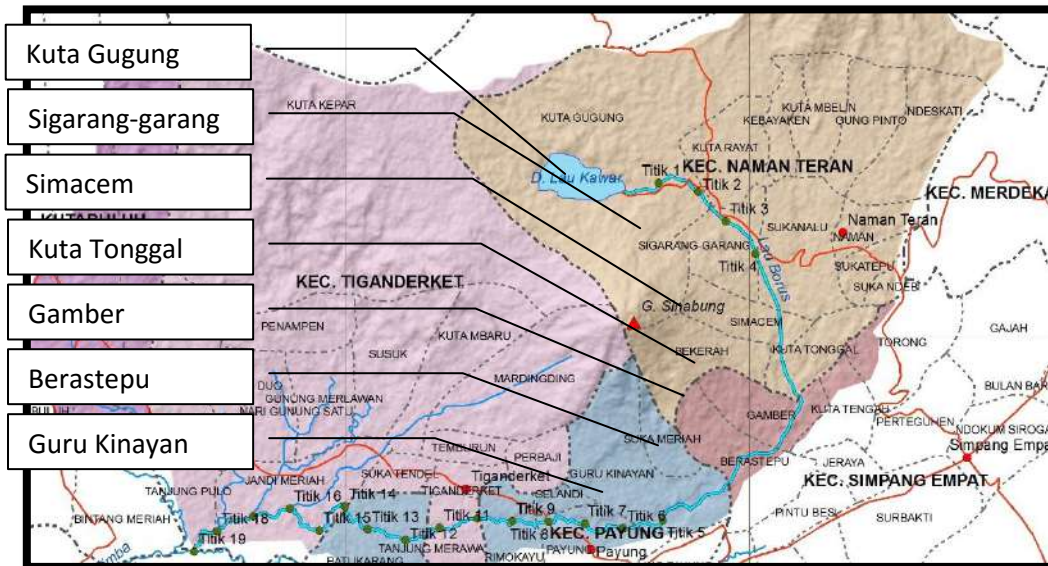 Kuta Gugung
Sigarang-garang
Simacem
Kuta Tonggal
Gamber
Berastepu
Guru Kinayan
KUTA KEPAR
KUTA GUGUNG
KUTA MBELIN
NDESKATI
KEBAYAKEN
GUNG PINTO
KUTA RAYAT
KEC. NAMAN TERAN
D. Lau Kawar
Titik 1
Titik 2
KEC. MERDEKA
Titik 3
SUKANALU
Naman Teran
NAMAN
SIGARANG-GARANG
Titik 4
Lau Borus
SUKATEPU
SUKA NDEBI
KEC. TIGANDERKET
G. Sinabung
SIMACEM
PENAMPEN
KUTA MBARU
SUSUK
BEKERAH
KUTA TONGGAL
TORONG
GAJAH
MARDINGDING
DUO
GUNUNG MERLAWAN
NARI GUNUNG SATU
GAMBER
KUTA TENGAH
BULAN BAR
PERTEGUHEN
NDOKUM SIROGA
Simpang Empa
SUKA MERIAH
TEMBURUN
PERBAJI
BERASTEPU
JERAYA
KEC. SIMPANG EMPAT
SUKA TENDEL
GURU KINAYAN
JANDI MERIAH
Tiganderket
TIGANDERKET
SELANDI
TANJUNG PULO
Titik 16
Titik 14
BINTANG MERIAH
Titik 18
Titik 15
Titik 13
Titik 11
Titik 9
Titik 7
Titik 6
PINTU BESI
SURBAKTI
Titik 19
Titik 12
Titik 8
KEC. PAYUNG
Titik 5
TANJUNG MERAWA
BATUKARANG
RIMOKAYU
PAYUNG
Payung